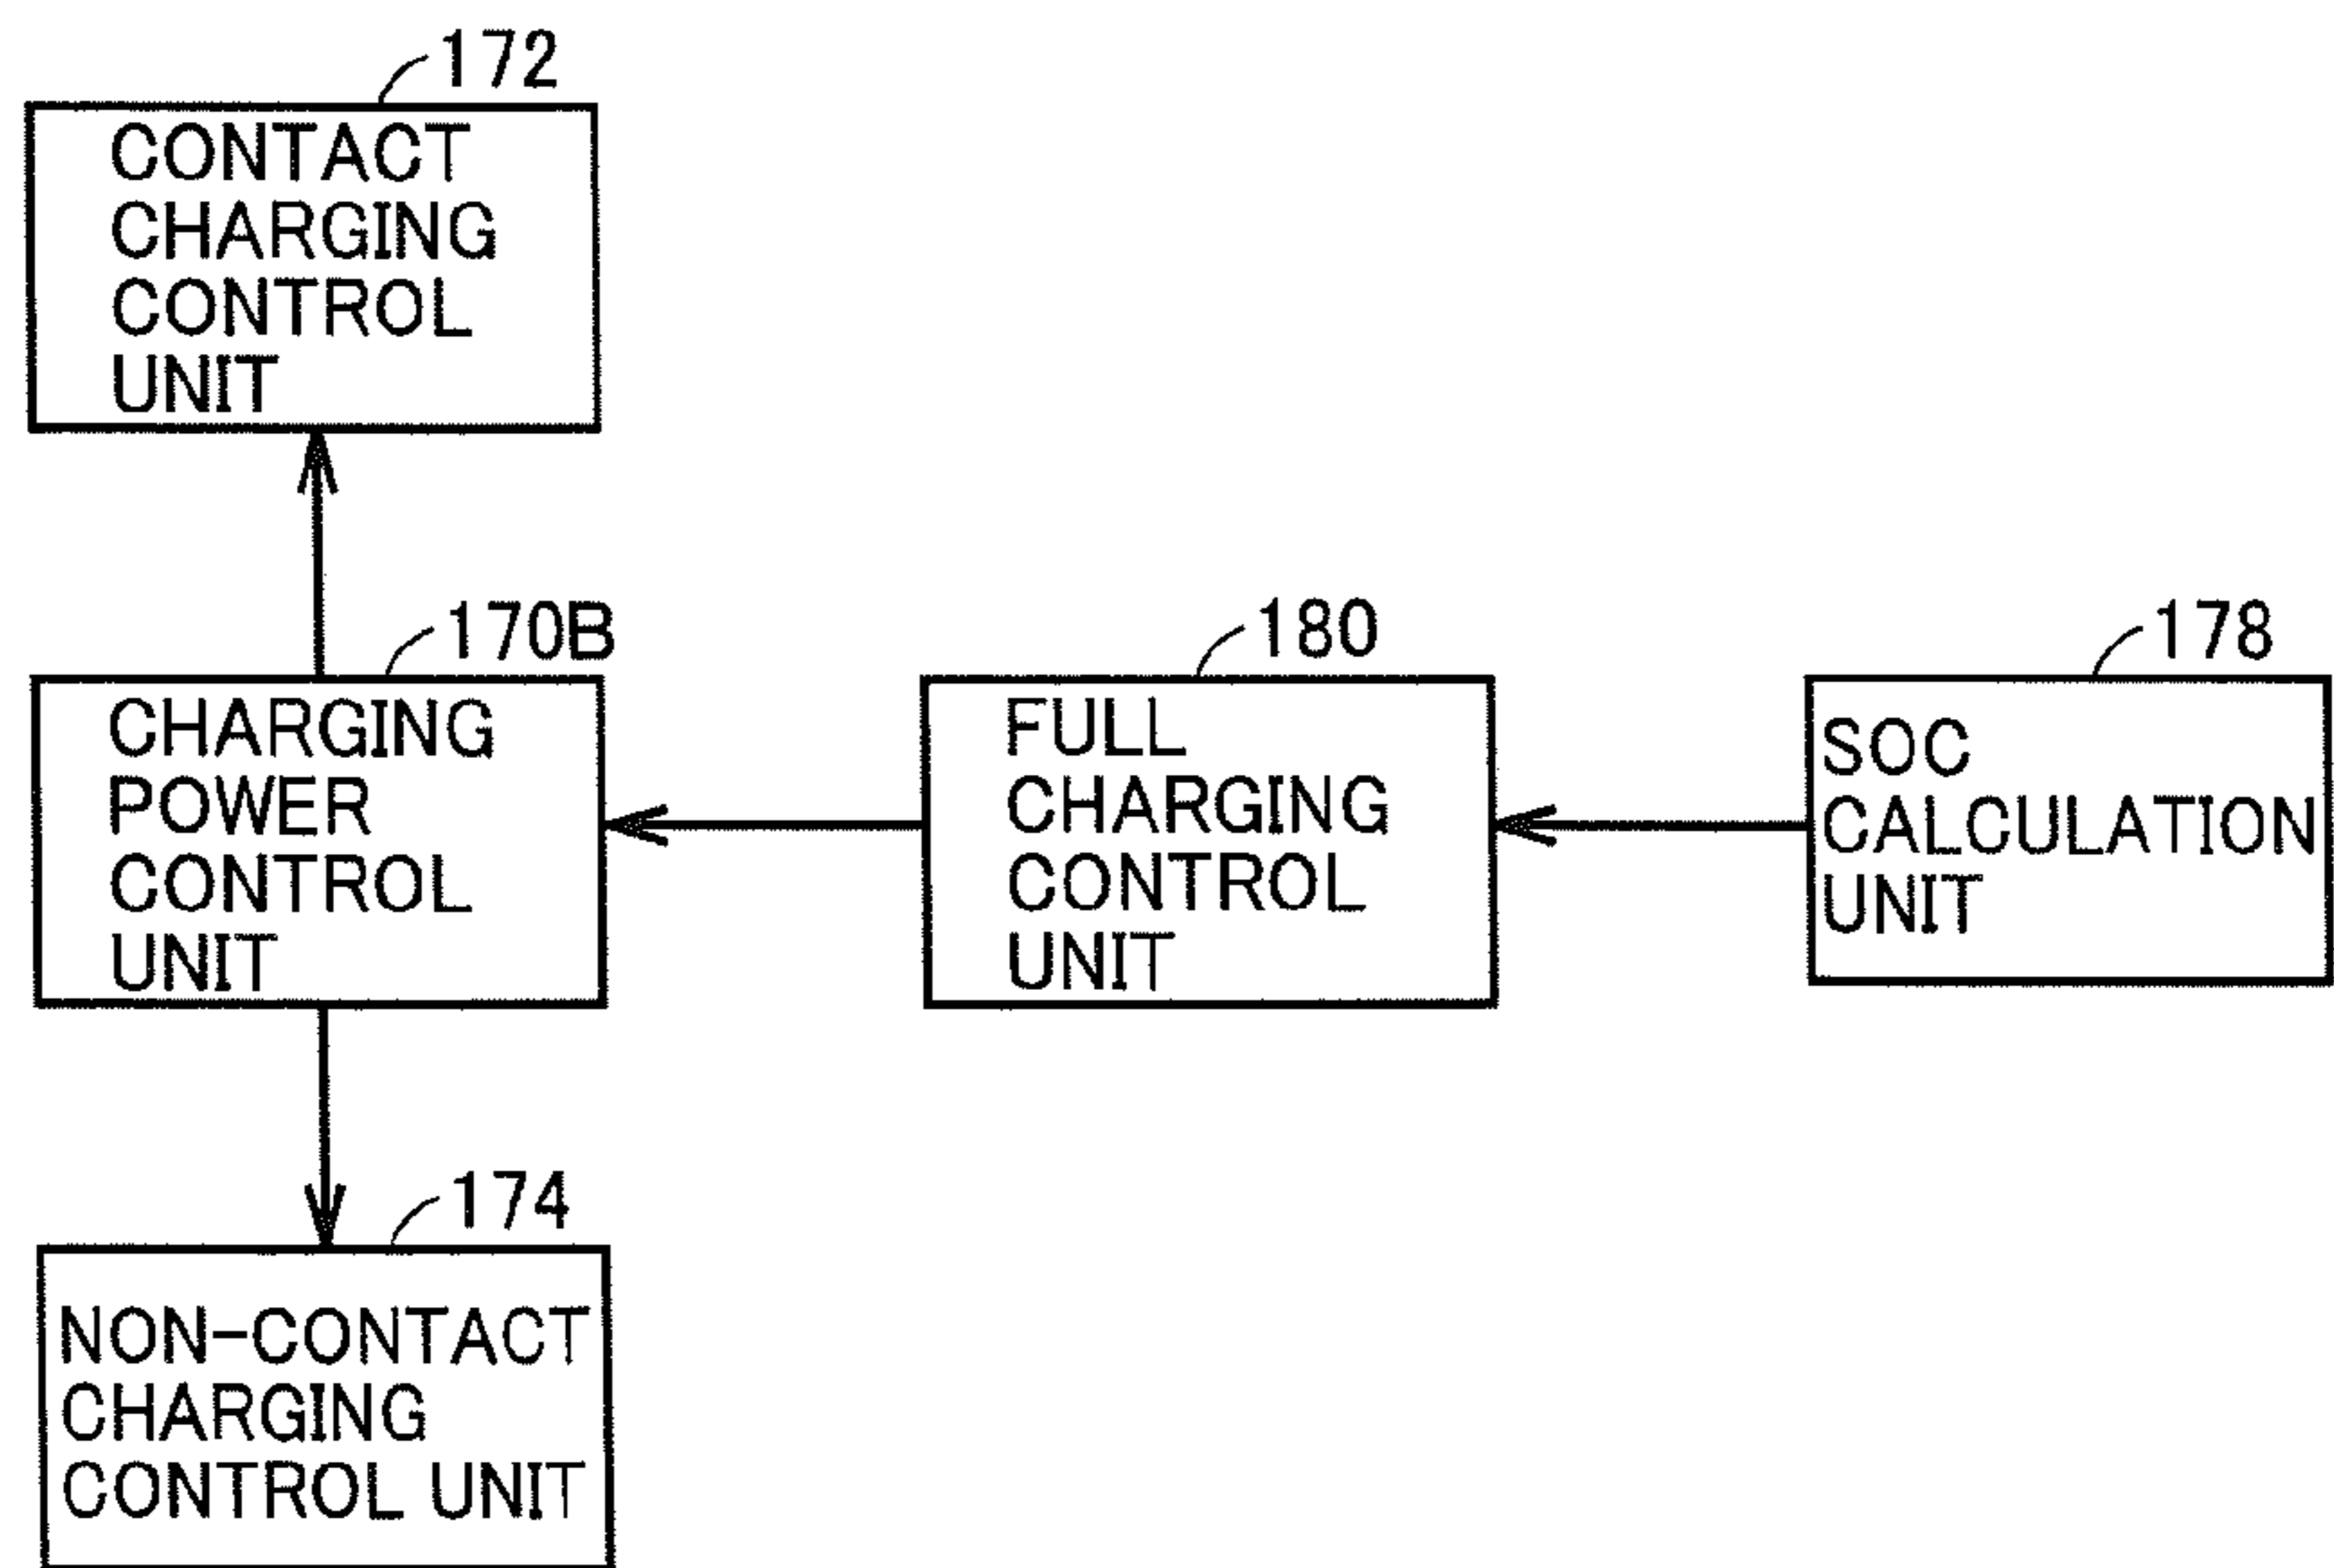 172
CONTACT
CHARGING
CONTROL
UNIT
170B
CHARGING
POWER
CONTROL
UNIT
180
FULL
CHARGING
CONTROL
UNIT
178
SOC
CALCULATION
UNIT
174
NON-CONTACT
CHARGING
CONTROL UNIT